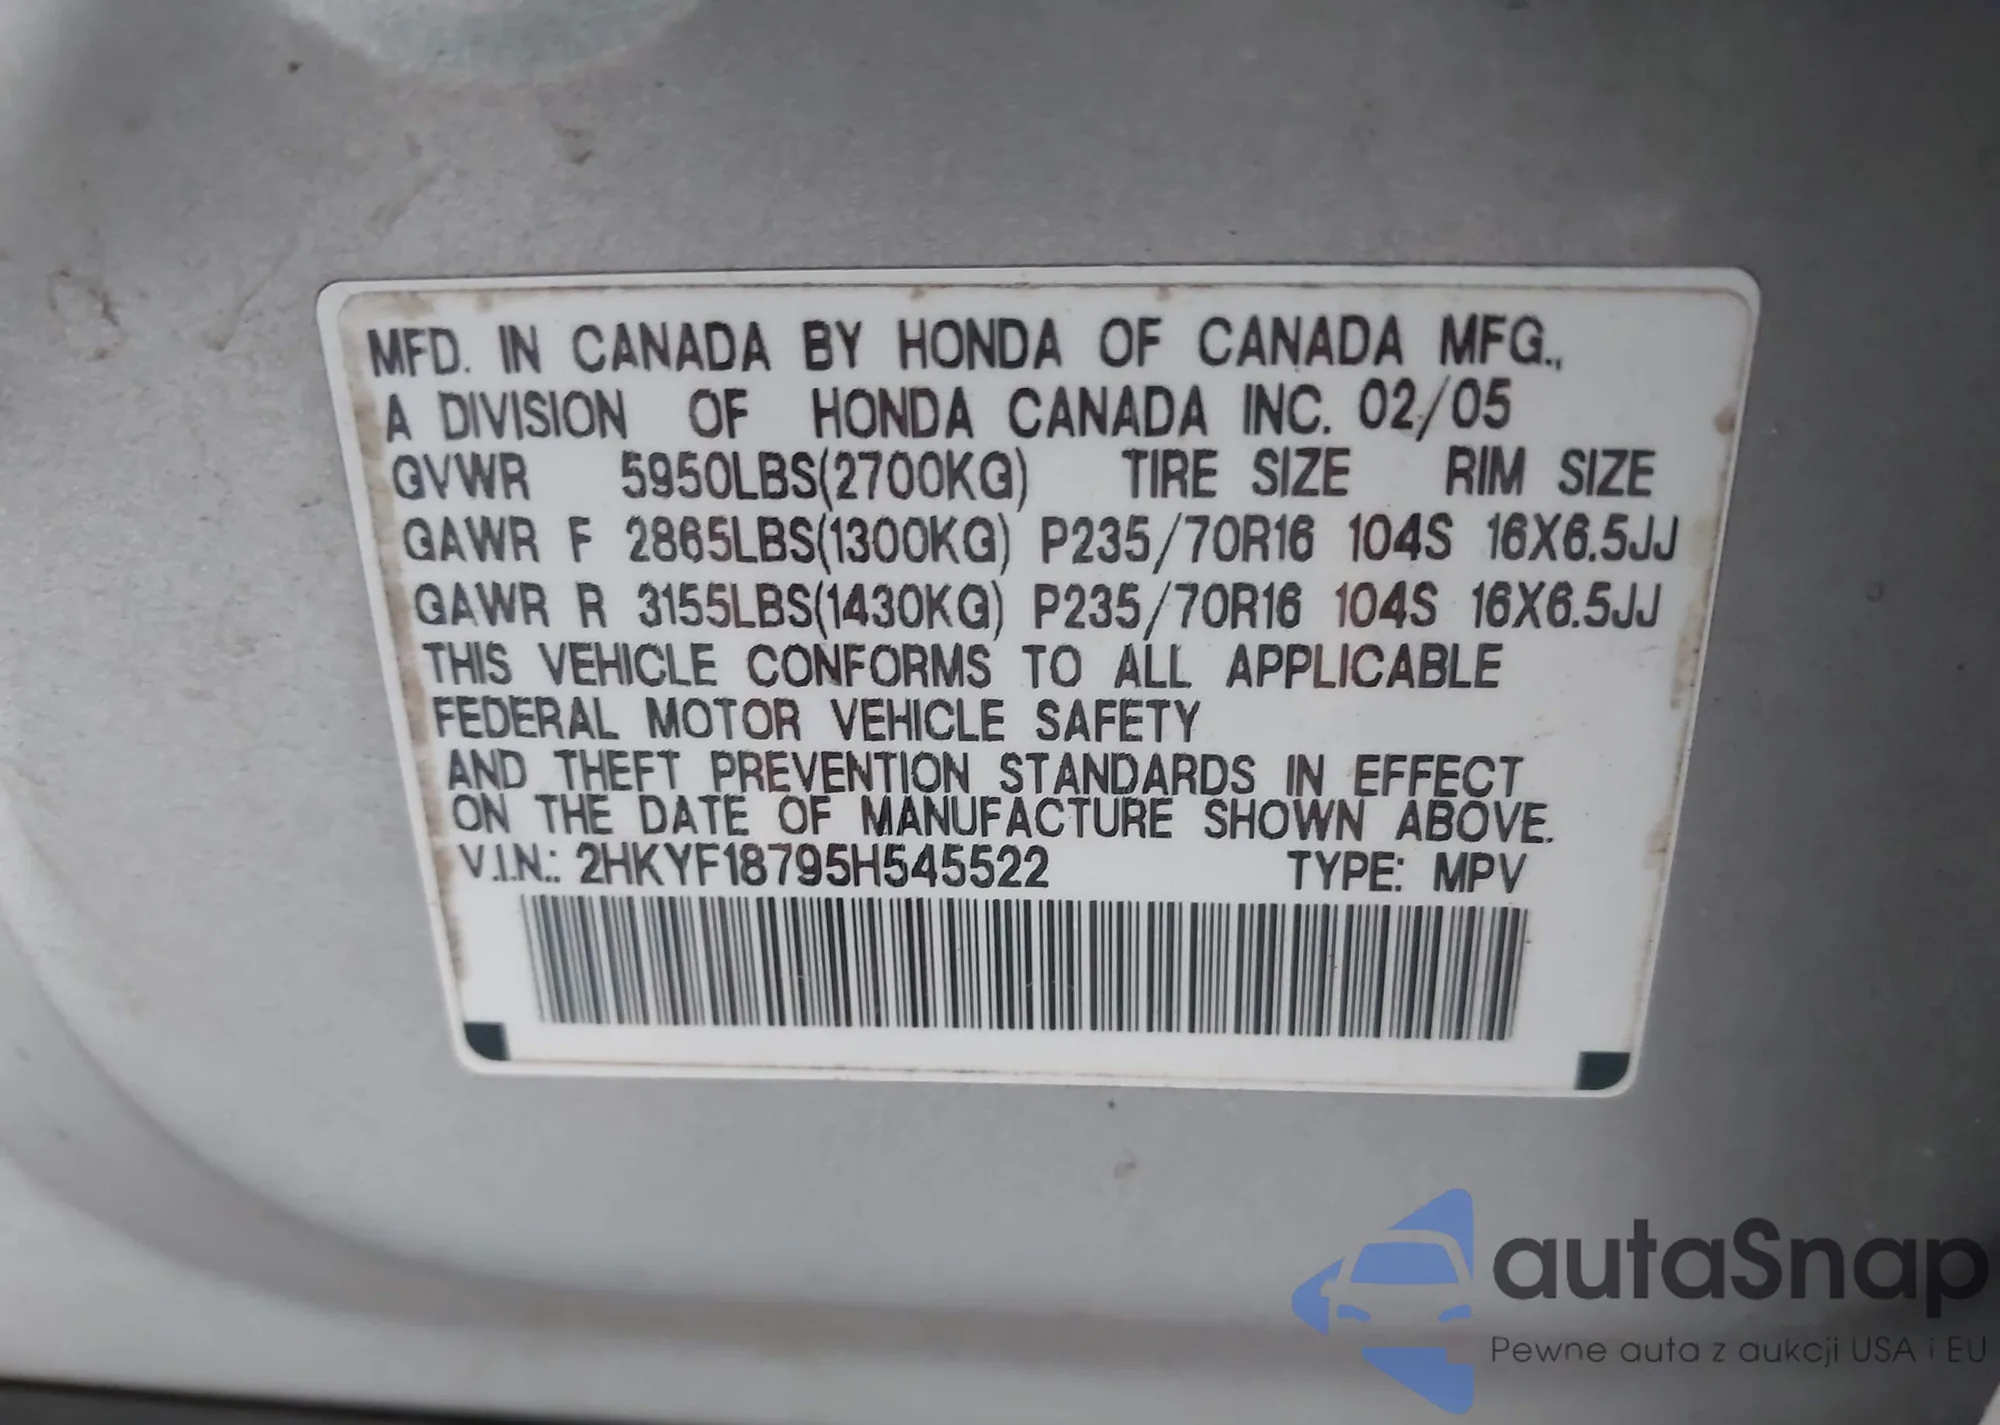 MFD. IN CANADA BY HONDA OF CANADA MFG.,
A DIVISION OF HONDA CANADA INC. 02/05
GVWR 5950LBS(2700KG) TIRE SIZE RIM SIZE
GAWR F 2865LBS(1300KG) P235/70R16 104S 16X6.5JJ
GAWR R 3155LBS(1430KG) P235/70R16 104S 16X6.5JJ
THIS VEHICLE CONFORMS TO ALL APPLICABLE
FEDERAL MOTOR VEHICLE SAFETY
AND THEFT PREVENTION STANDARDS IN EFFECT
ON THE DATE OF MANUFACTURE SHOWN ABOVE.
V.I.N.: 2HKYF18795H545522 TYPE: MPV
autaSnap
Pewne auta z aukcji USA i EU